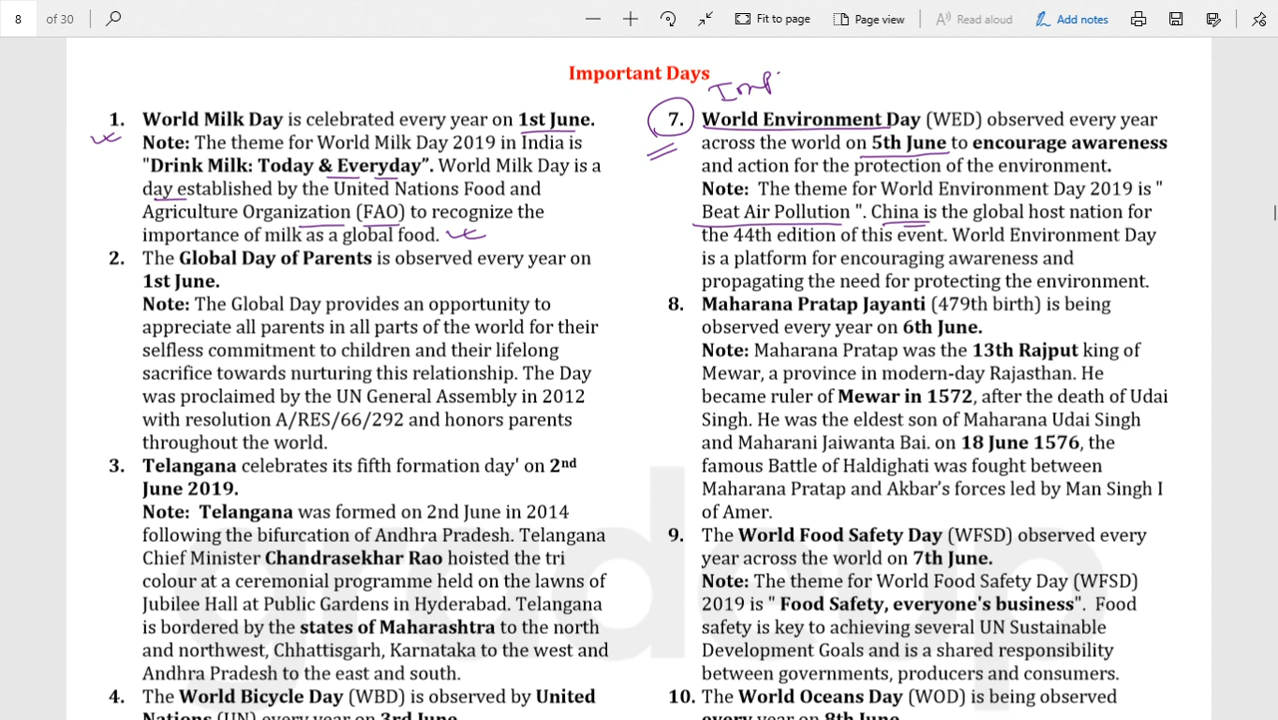 8 of 30
Fit to page
Page view
Read aloud
Add notes
Important Days
Imp.
1. World Milk Day is celebrated every year on 1st June.
Note: The theme for World Milk Day 2019 in India is
"Drink Milk: Today & Everyday”. World Milk Day is a
day established by the United Nations Food and
Agriculture Organization (FAO) to recognize the
importance of milk as a global food.
2. The Global Day of Parents is observed every year on
1st June.
Note: The Global Day provides an opportunity to
appreciate all parents in all parts of the world for their
selfless commitment to children and their lifelong
sacrifice towards nurturing this relationship. The Day
was proclaimed by the UN General Assembly in 2012
with resolution A/RES/66/292 and honors parents
throughout the world.
3. Telangana celebrates its fifth formation day' on 2nd
June 2019.
Note: Telangana was formed on 2nd June in 2014
following the bifurcation of Andhra Pradesh. Telangana
Chief Minister Chandrasekhar Rao hoisted the tri
colour at a ceremonial programme held on the lawns of
Jubilee Hall at Public Gardens in Hyderabad. Telangana
is bordered by the states of Maharashtra to the north
and northwest, Chhattisgarh, Karnataka to the west and
Andhra Pradesh to the east and south.
4. The World Bicycle Day (WBD) is observed by United
Nations (UN) every year on 3rd June
7. World Environment Day (WED) observed every year
across the world on 5th June to encourage awareness
and action for the protection of the environment.
Note: The theme for World Environment Day 2019 is "
Beat Air Pollution ". China is the global host nation for
the 44th edition of this event. World Environment Day
is a platform for encouraging awareness and
propagating the need for protecting the environment.
8. Maharana Pratap Jayanti (479th birth) is being
observed every year on 6th June.
Note: Maharana Pratap was the 13th Rajput king of
Mewar, a province in modern-day Rajasthan. He
became ruler of Mewar in 1572, after the death of Udai
Singh. He was the eldest son of Maharana Udai Singh
and Maharani Jaiwanta Bai. on 18 June 1576, the
famous Battle of Haldighati was fought between
Maharana Pratap and Akbar’s forces led by Man Singh I
of Amer.
9. The World Food Safety Day (WFSD) observed every
year across the world on 7th June.
Note: The theme for World Food Safety Day (WFSD)
2019 is " Food Safety, everyone's business". Food
safety is key to achieving several UN Sustainable
Development Goals and is a shared responsibility
between governments, producers and consumers.
10. The World Oceans Day (WOD) is being observed
every year on 8th June
gradeup